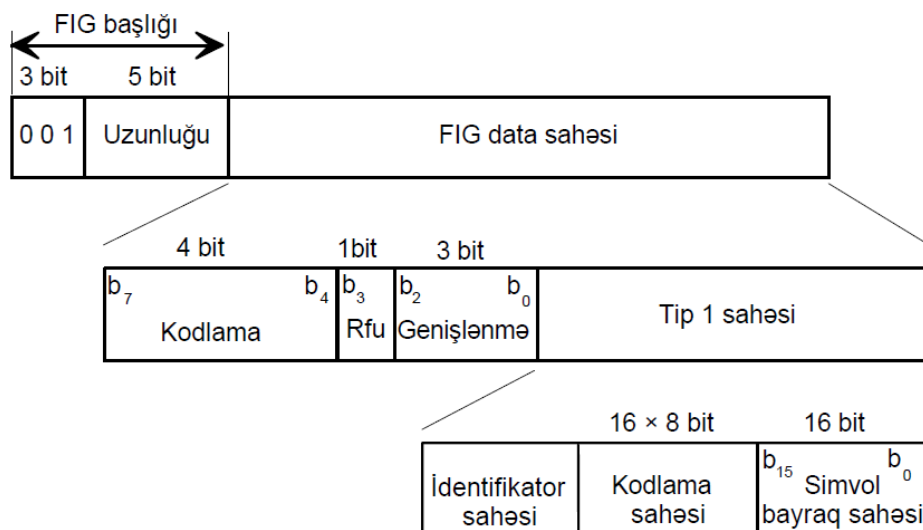 FIG başlığı
3 bit 5 bit
0 0 1 Uzunluğu FIG data sahəsi
4 bit 1bit 3 bit
b7 b4 b3 b2 b0
Kodlama Rfu Genişlənmə Tip 1 sahəsi
16 × 8 bit 16 bit
b15 b0
İdentifikator Kodlama Simvol
sahəsi sahəsi bayraq sahəsi